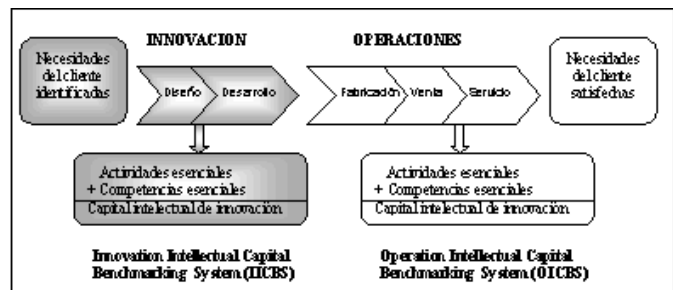 INNOVACION
OPERACIONES
Necesidades
del cliente
identificadas
Diseño
Desarrollo
Fabricación
Venta
Servicio
Necesidades
del cliente
satisfechas
Actividades esenciales
+ Competencias esenciales
Capital intelectual de innovación
Actividades esenciales
+ Competencias esenciales
Capital intelectual de innovación
Innovation Intellectual Capital
Benchmarking System (IICBS)
Operation Intellectual Capital
Benchmarking System (OICBS)